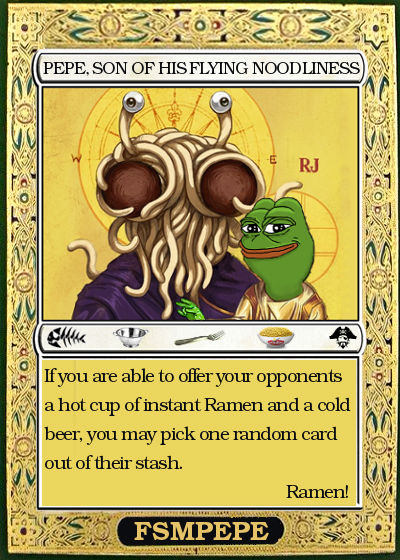 PEPE, SON OF HIS FLYING NOODLINESS
W
E
RJ
If you are able to offer your opponents
a hot cup of instant Ramen and a cold
beer, you may pick one random card
out of their stash.
Ramen!
FSMPEPE